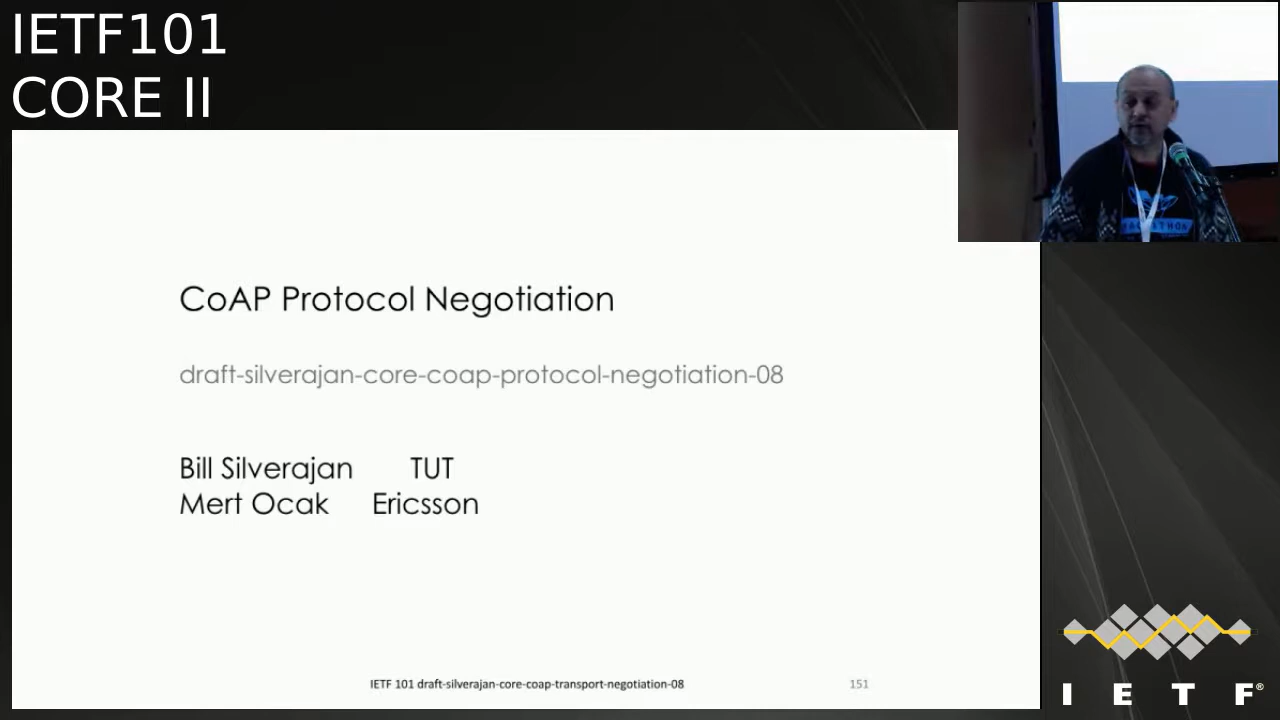 IETF101
CORE II
CoAP Protocol Negotiation
draft-silverajan-core-coap-protocol-negotiation-08
Bill Silverajan TUT
Mert Ocak Ericsson
IETF 101 draft-silverajan-core-coap-transport-negotiation-08
151
I E T F®